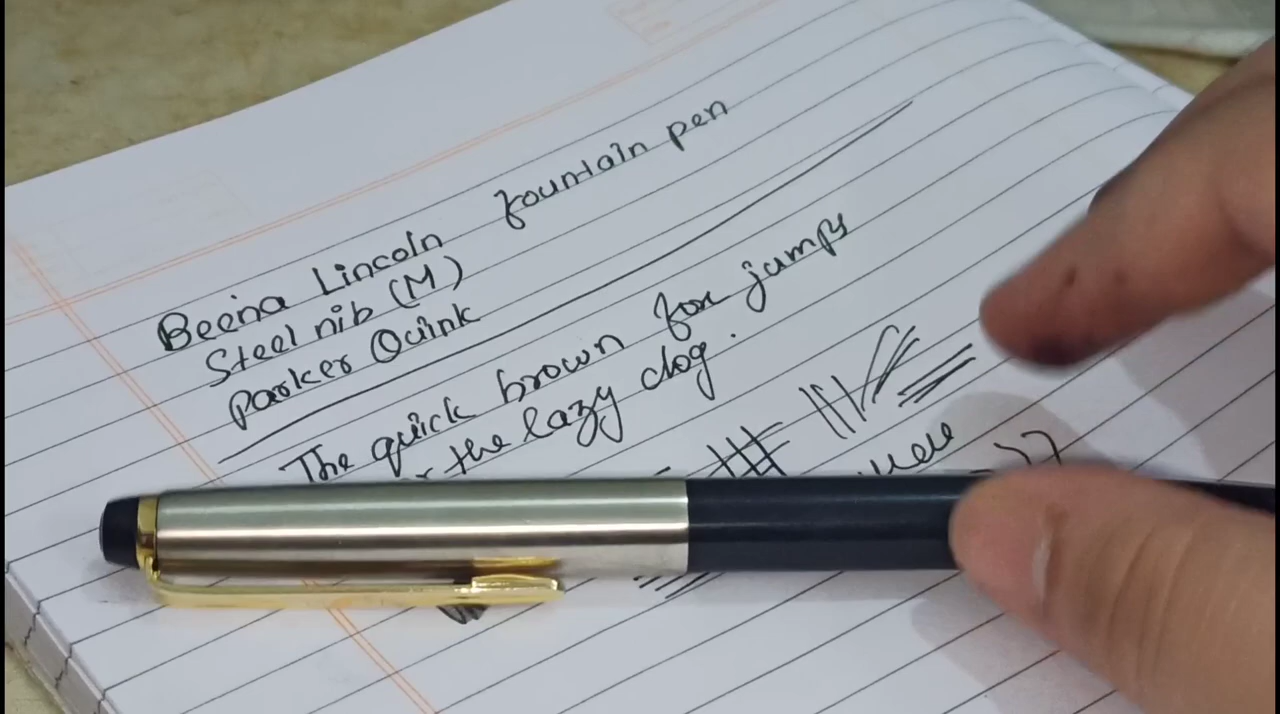 Beena Lincoln fountain pen
Steel nib (M)
Parker Quink
The quick brown fox jumps
the lazy dog.